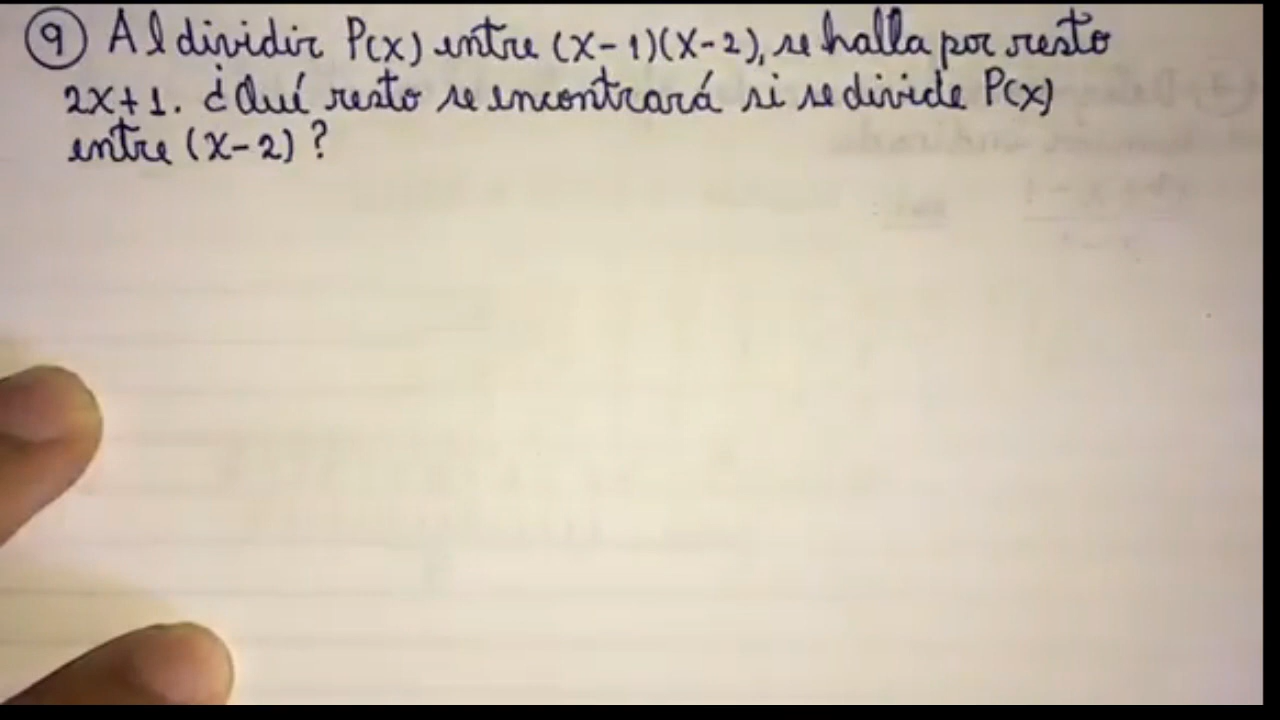 9 Al dividir P(x) entre (x-1)(x-2), se halla por resto
2x+1. ¿Qué resto se encontrará si se divide P(x)
entre (x-2)?